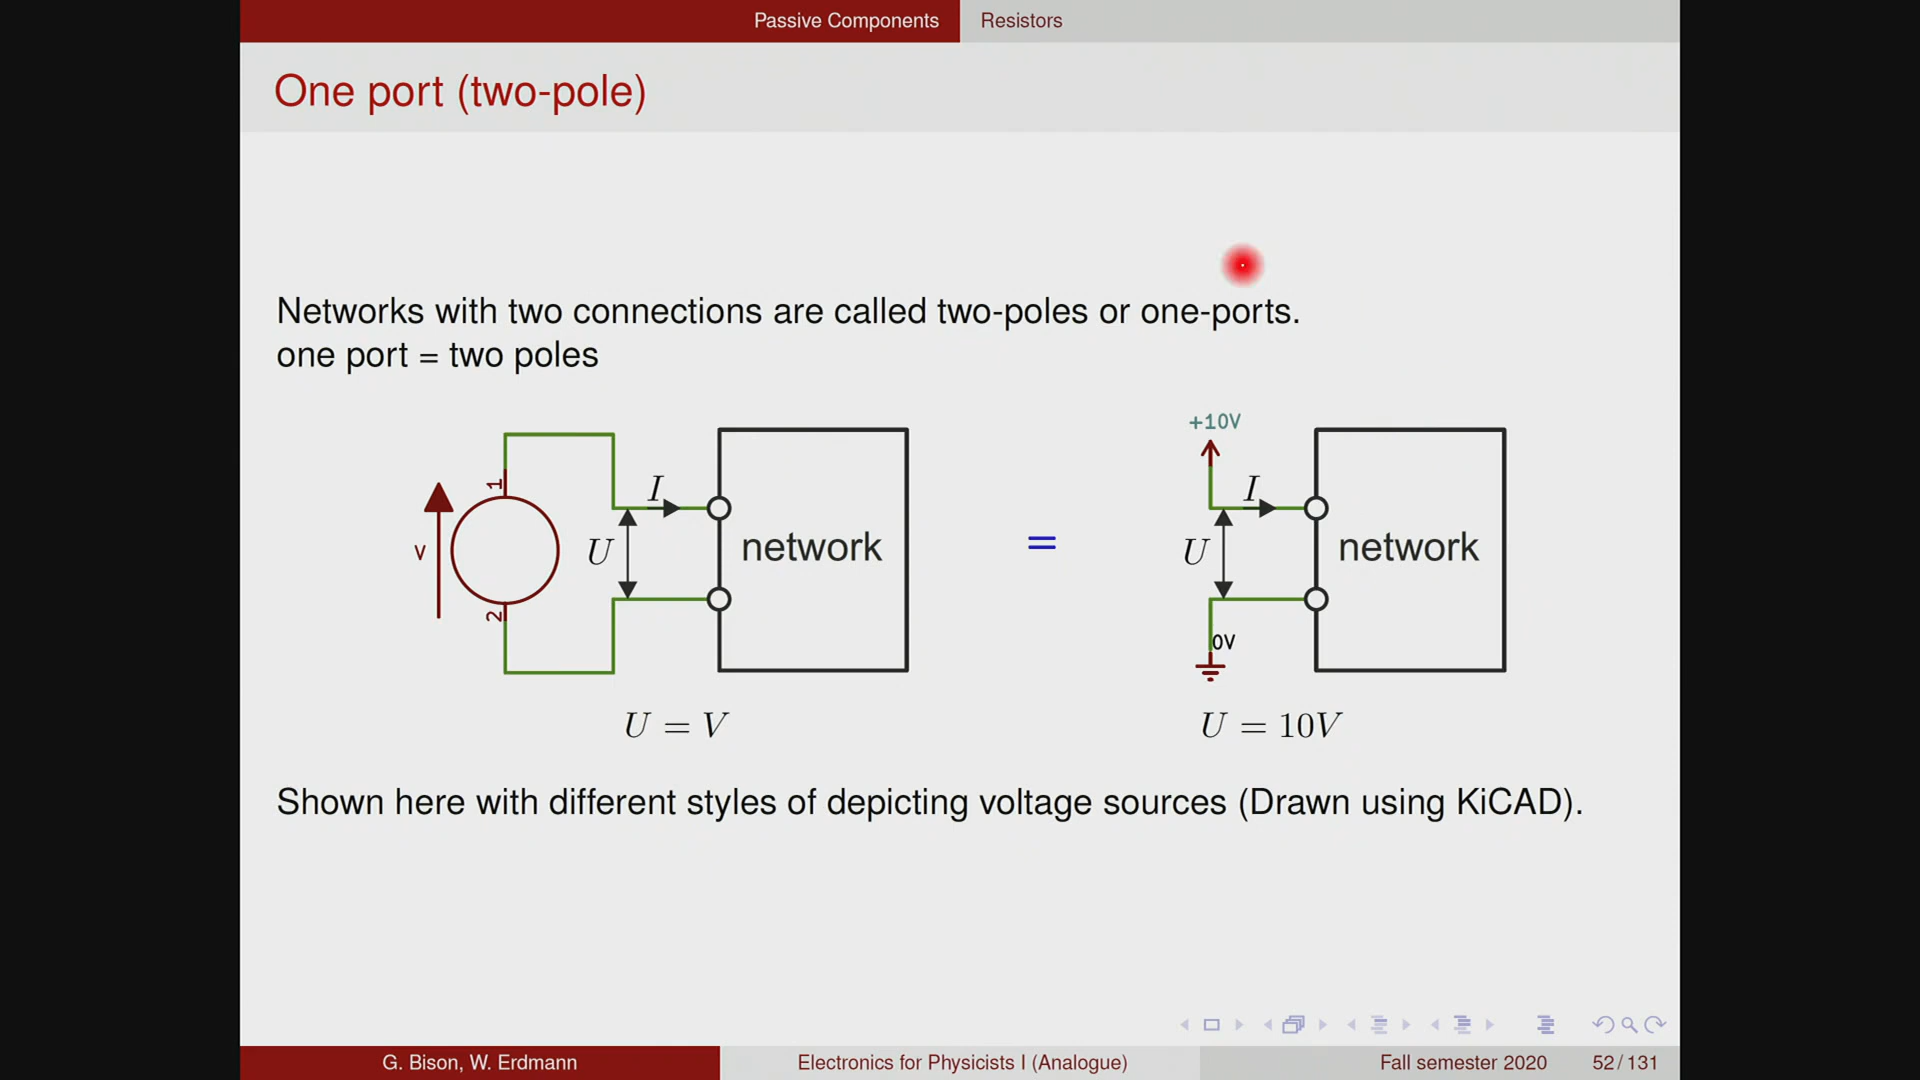 Passive Components Resistors
One port (two-pole)
Networks with two connections are called two-poles or one-ports.
one port = two poles
V
1
2
U
I
network
U = V
=
+10V
I
U
0V
network
U = 10V
Shown here with different styles of depicting voltage sources (Drawn using KiCAD).
G. Bison, W. Erdmann Electronics for Physicists I (Analogue) Fall semester 2020 52/131